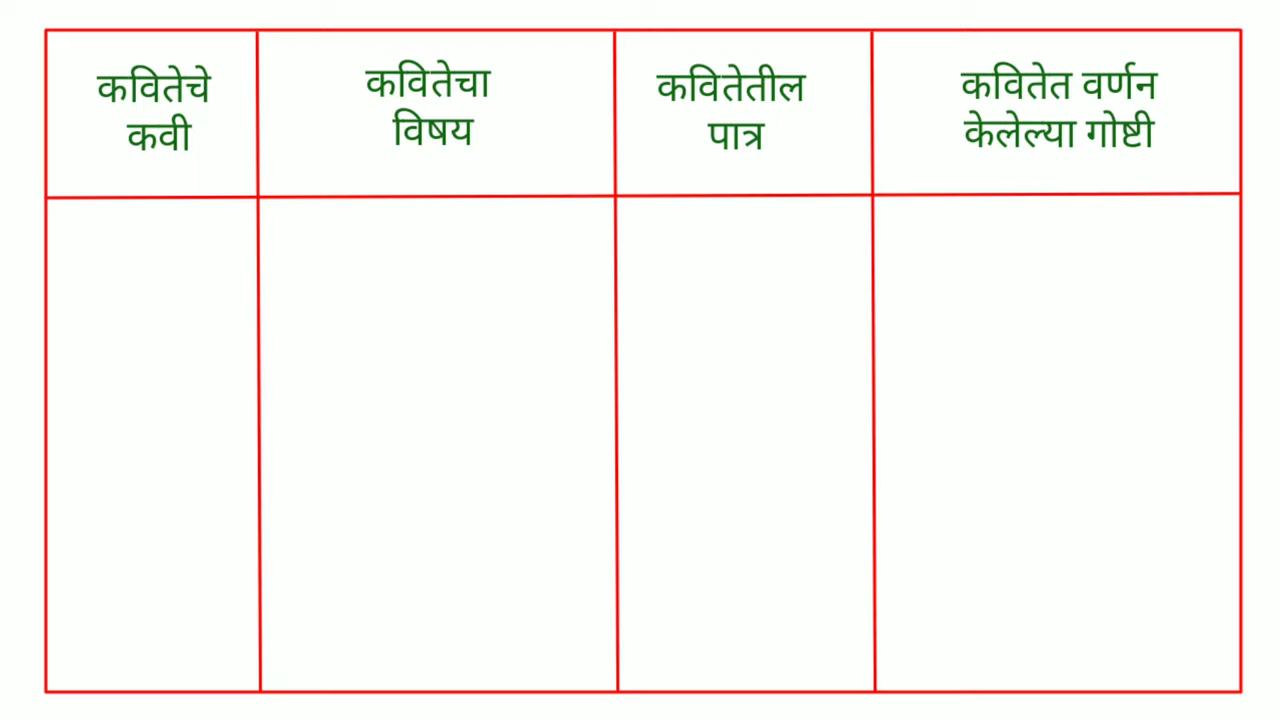 कवितेचे
कवी
कवितेचा
विषय
कवितेतील
पात्र
कवितेत वर्णन
केलेल्या गोष्टी